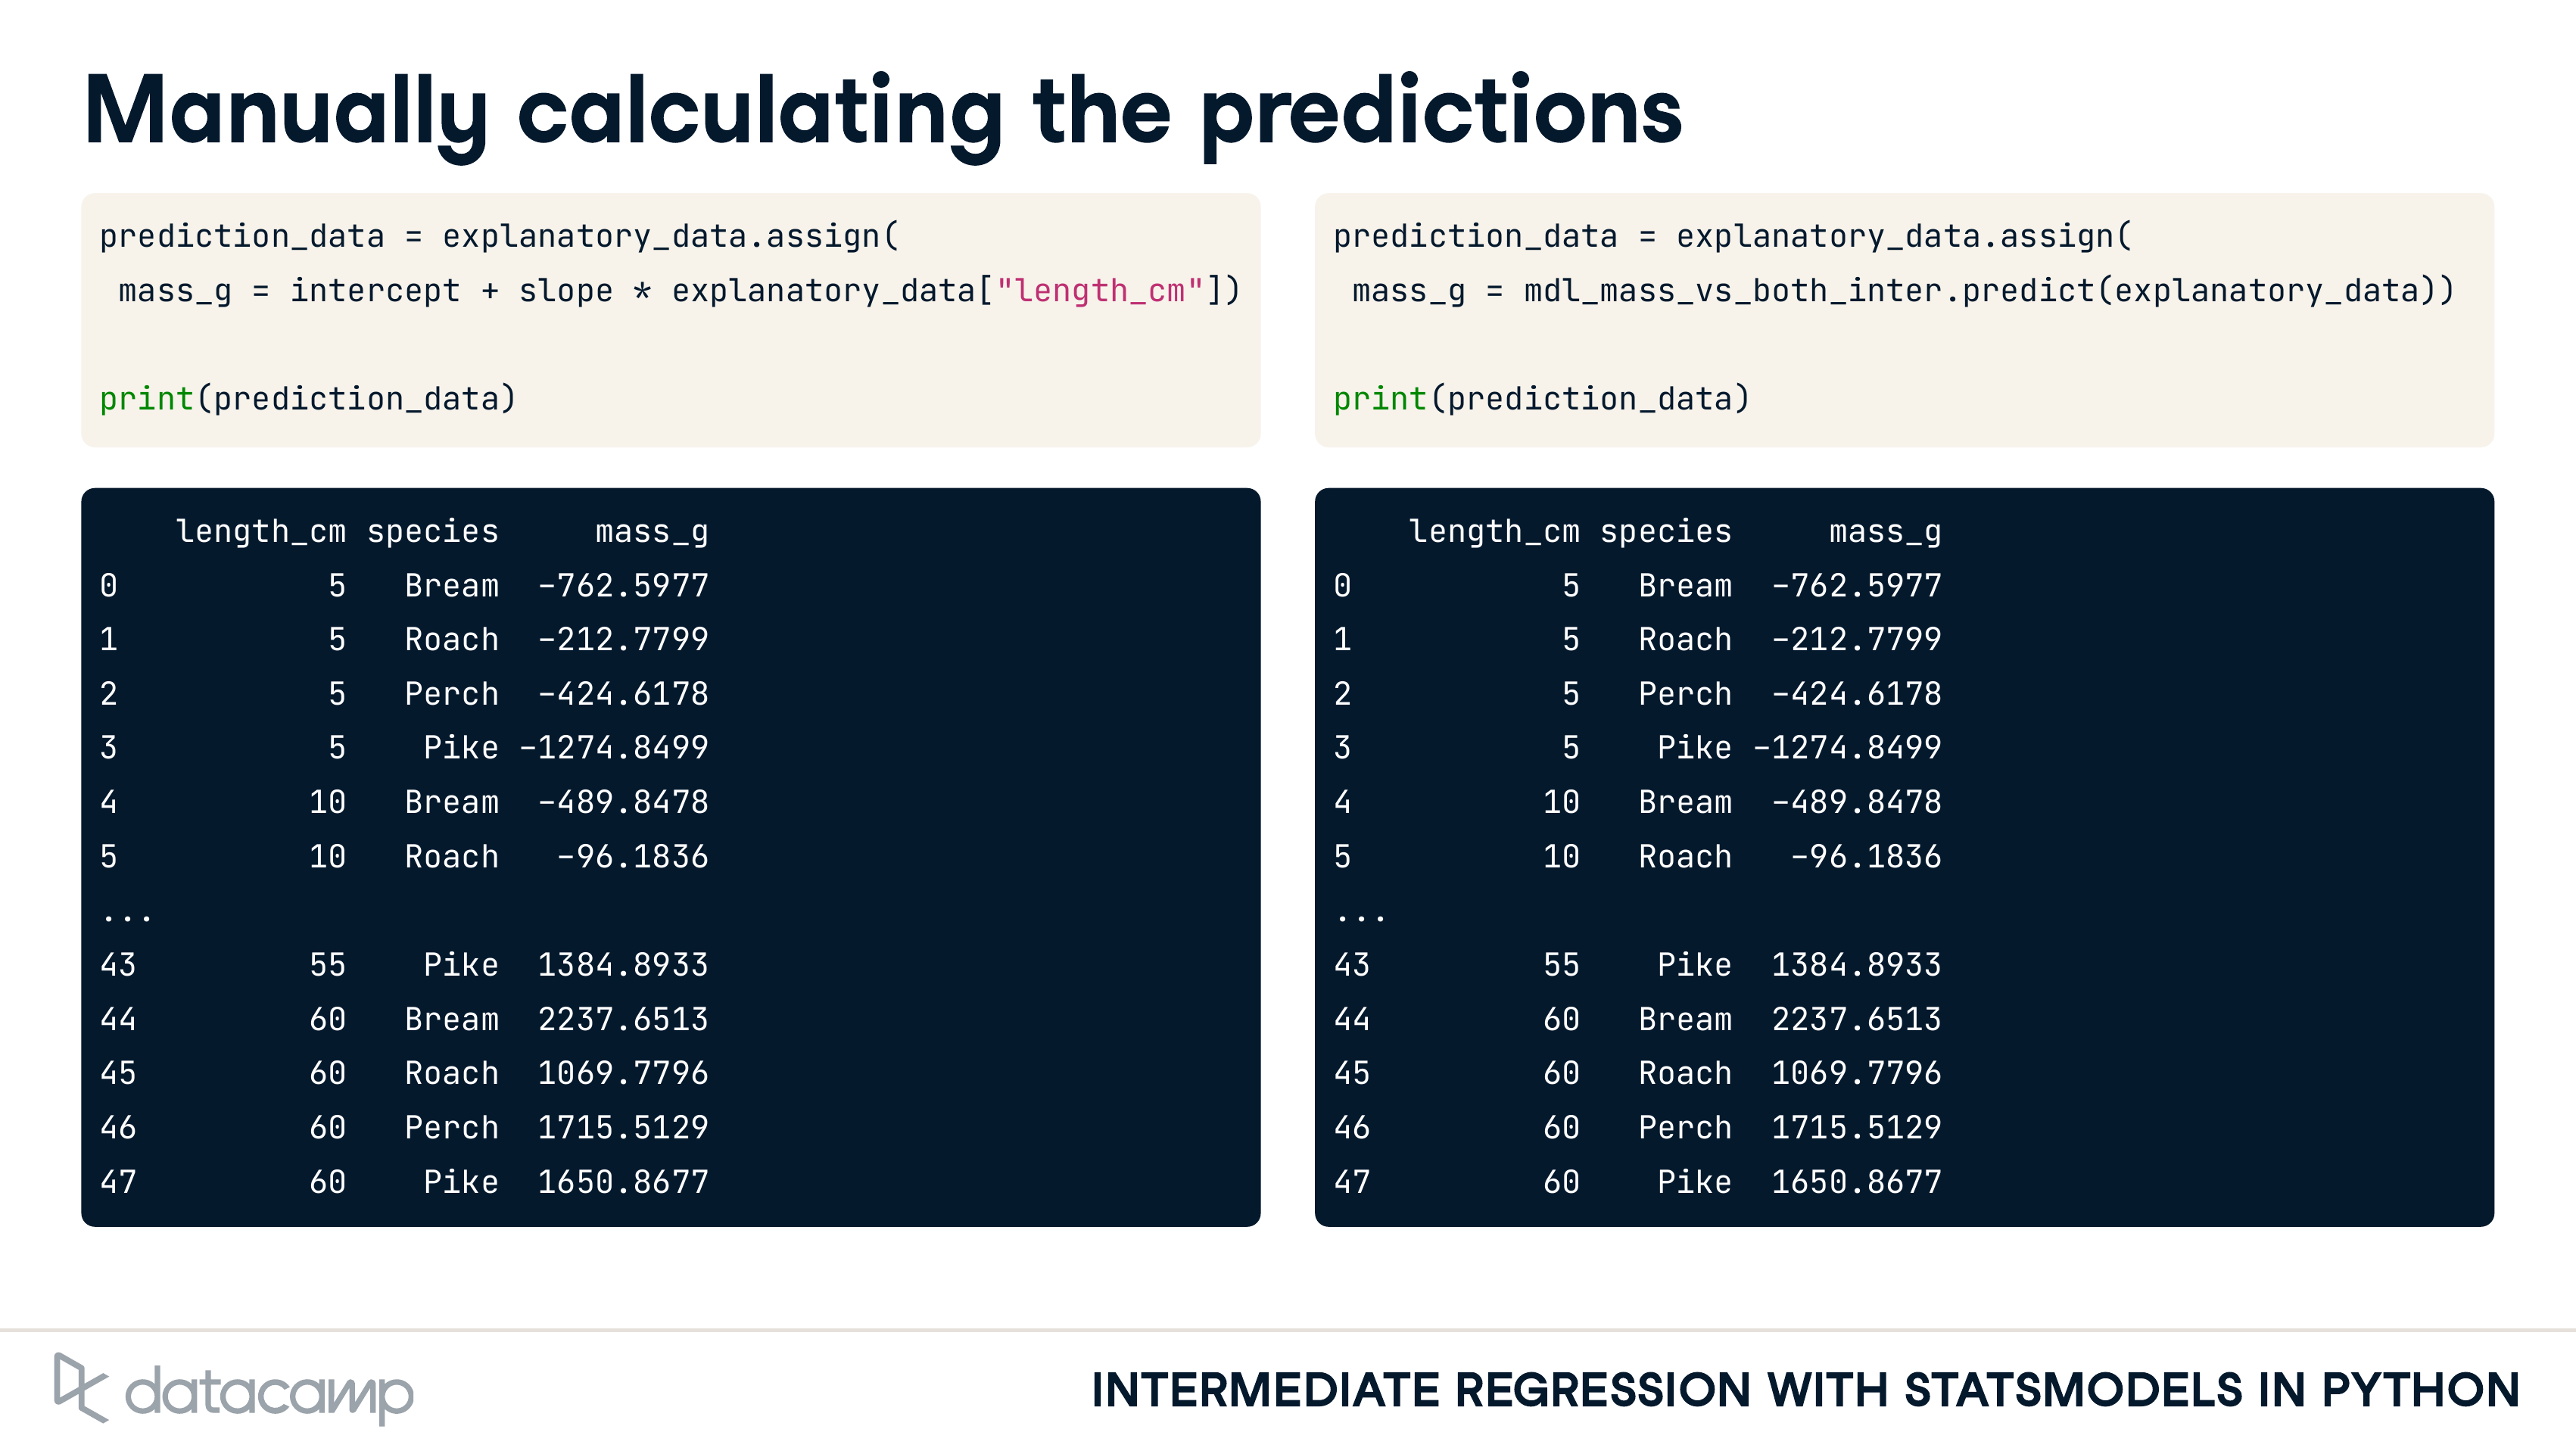 Manually calculating the predictions
prediction_data = explanatory_data.assign(
 mass_g = intercept + slope * explanatory_data["length_cm"])

print(prediction_data)
    length_cm species     mass_g
0           5   Bream  -762.5977
1           5   Roach  -212.7799
2           5   Perch  -424.6178
3           5    Pike -1274.8499
4          10   Bream  -489.8478
5          10   Roach   -96.1836
...
43         55    Pike  1384.8933
44         60   Bream  2237.6513
45         60   Roach  1069.7796
46         60   Perch  1715.5129
47         60    Pike  1650.8677
prediction_data = explanatory_data.assign(
 mass_g = mdl_mass_vs_both_inter.predict(explanatory_data))

print(prediction_data)
    length_cm species     mass_g
0           5   Bream  -762.5977
1           5   Roach  -212.7799
2           5   Perch  -424.6178
3           5    Pike -1274.8499
4          10   Bream  -489.8478
5          10   Roach   -96.1836
...
43         55    Pike  1384.8933
44         60   Bream  2237.6513
45         60   Roach  1069.7796
46         60   Perch  1715.5129
47         60    Pike  1650.8677
datacamp
INTERMEDIATE REGRESSION WITH STATSMODELS IN PYTHON